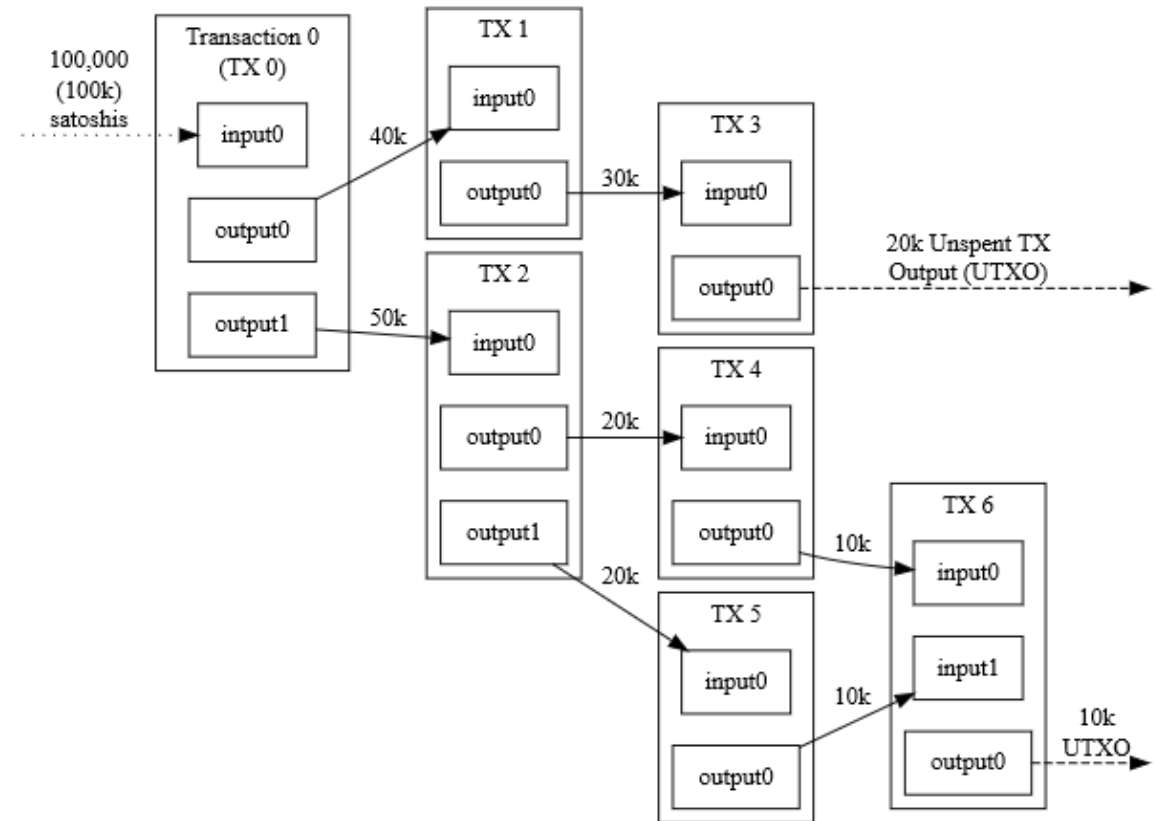 100,000
(100k)
satoshis
Transaction 0
(TX 0)
input0
output0
output1
40k
50k
TX 1
input0
output0
30k
TX 2
input0
output0
output1
20k
20k
TX 3
input0
output0
20k Unspent TX
Output (UTXO)
TX 4
input0
output0
10k
TX 5
input0
output0
10k
TX 6
input0
input1
output0
10k
UTXO